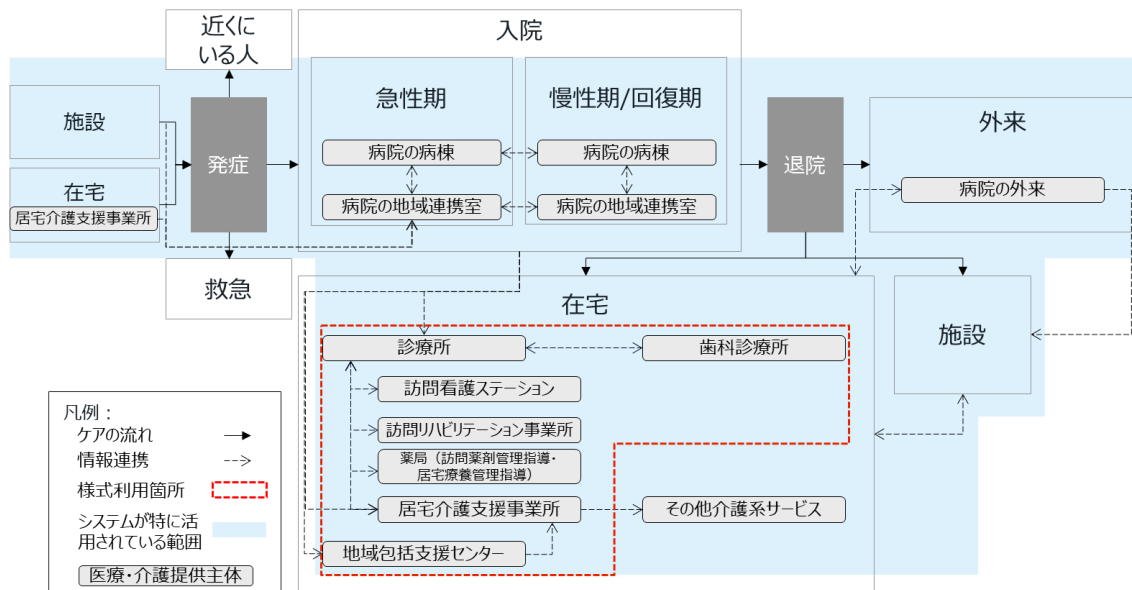 近くに
いる人
入院
施設
発症
急性期
慢性期/回復期
退院
外来
病院の病棟
病院の病棟
病院の外来
在宅
居宅介護支援事業所
病院の地域連携室
病院の地域連携室
救急
在宅
施設
診療所
歯科診療所
訪問看護ステーション
訪問リハビリテーション事業所
薬局（訪問薬剤管理指導・
居宅療養管理指導）
居宅介護支援事業所
その他介護系サービス
地域包括支援センター
凡例：
ケアの流れ
情報連携
様式利用箇所
システムが特に活
用されている範囲
医療・介護提供主体